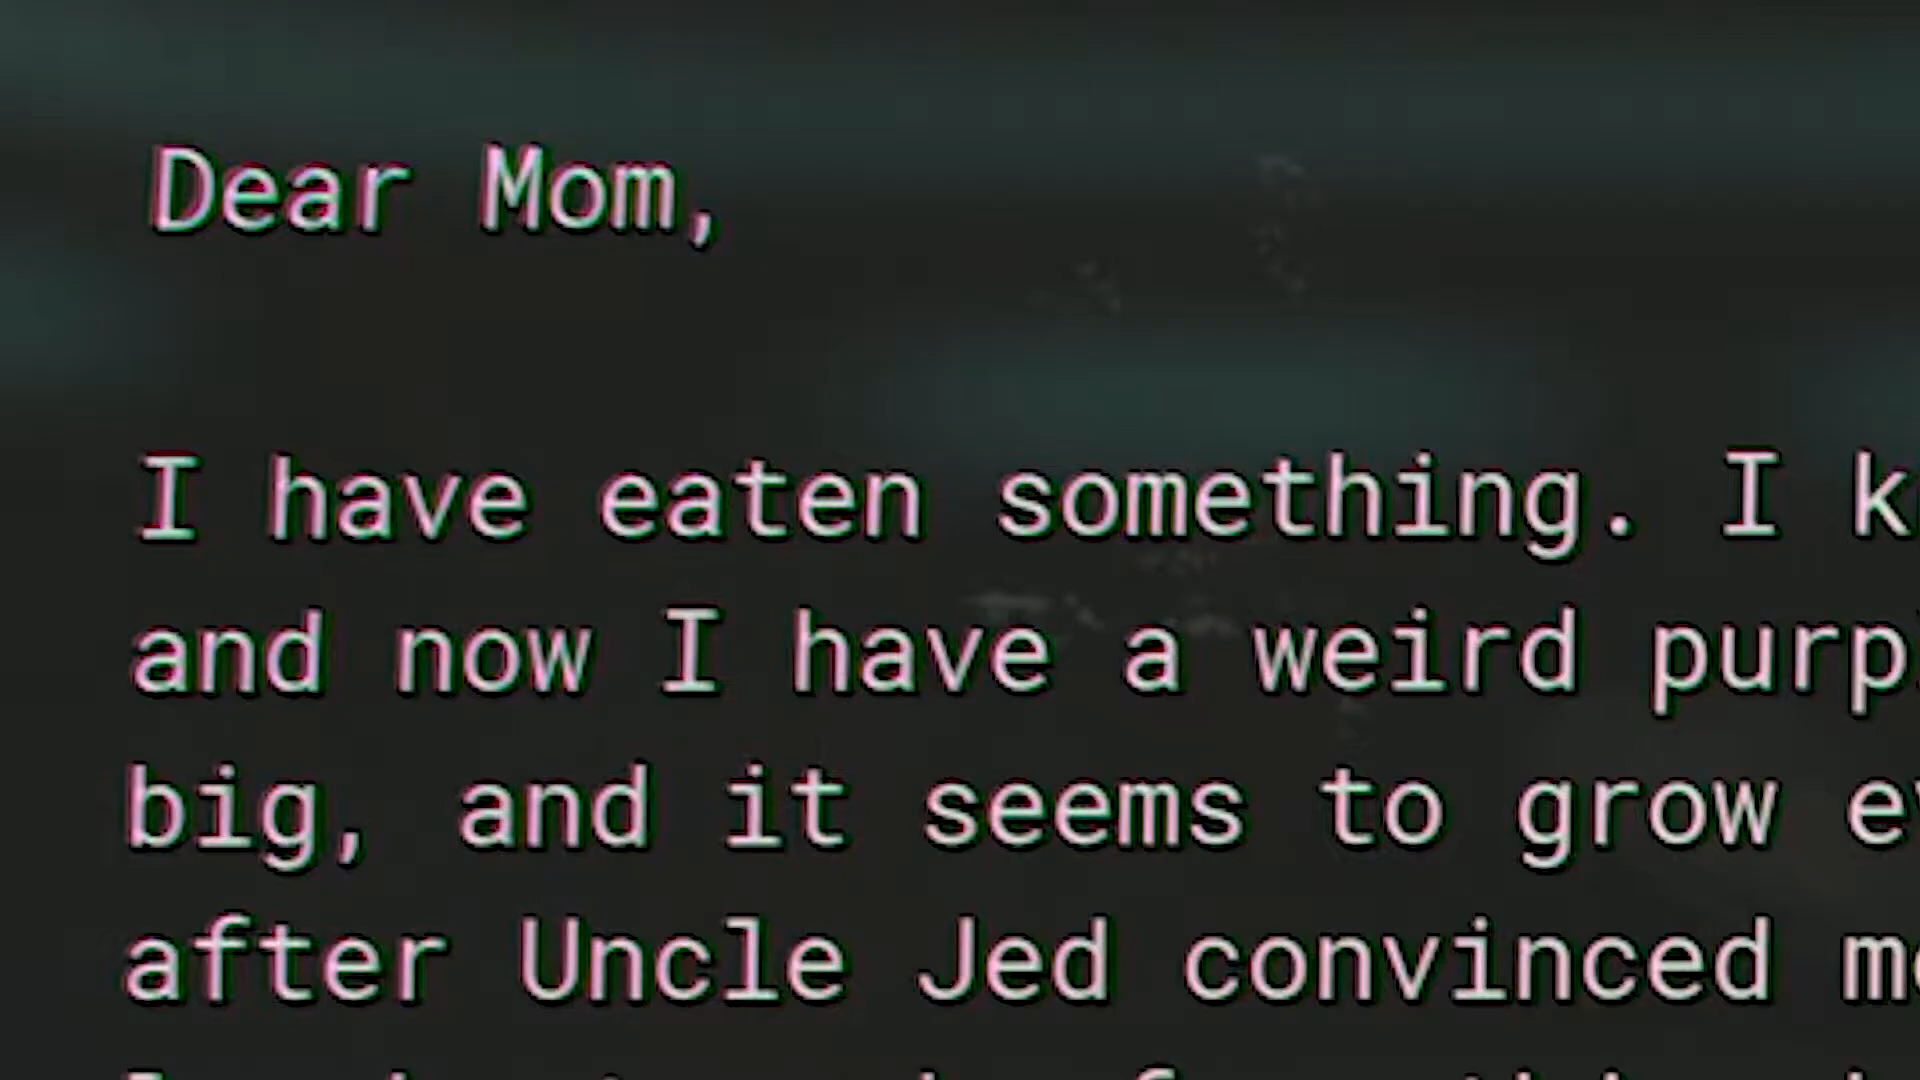 Dear Mom,
I have eaten something. I
and now I have a weird
big, and it seems to grow
after Uncle Jed convinced